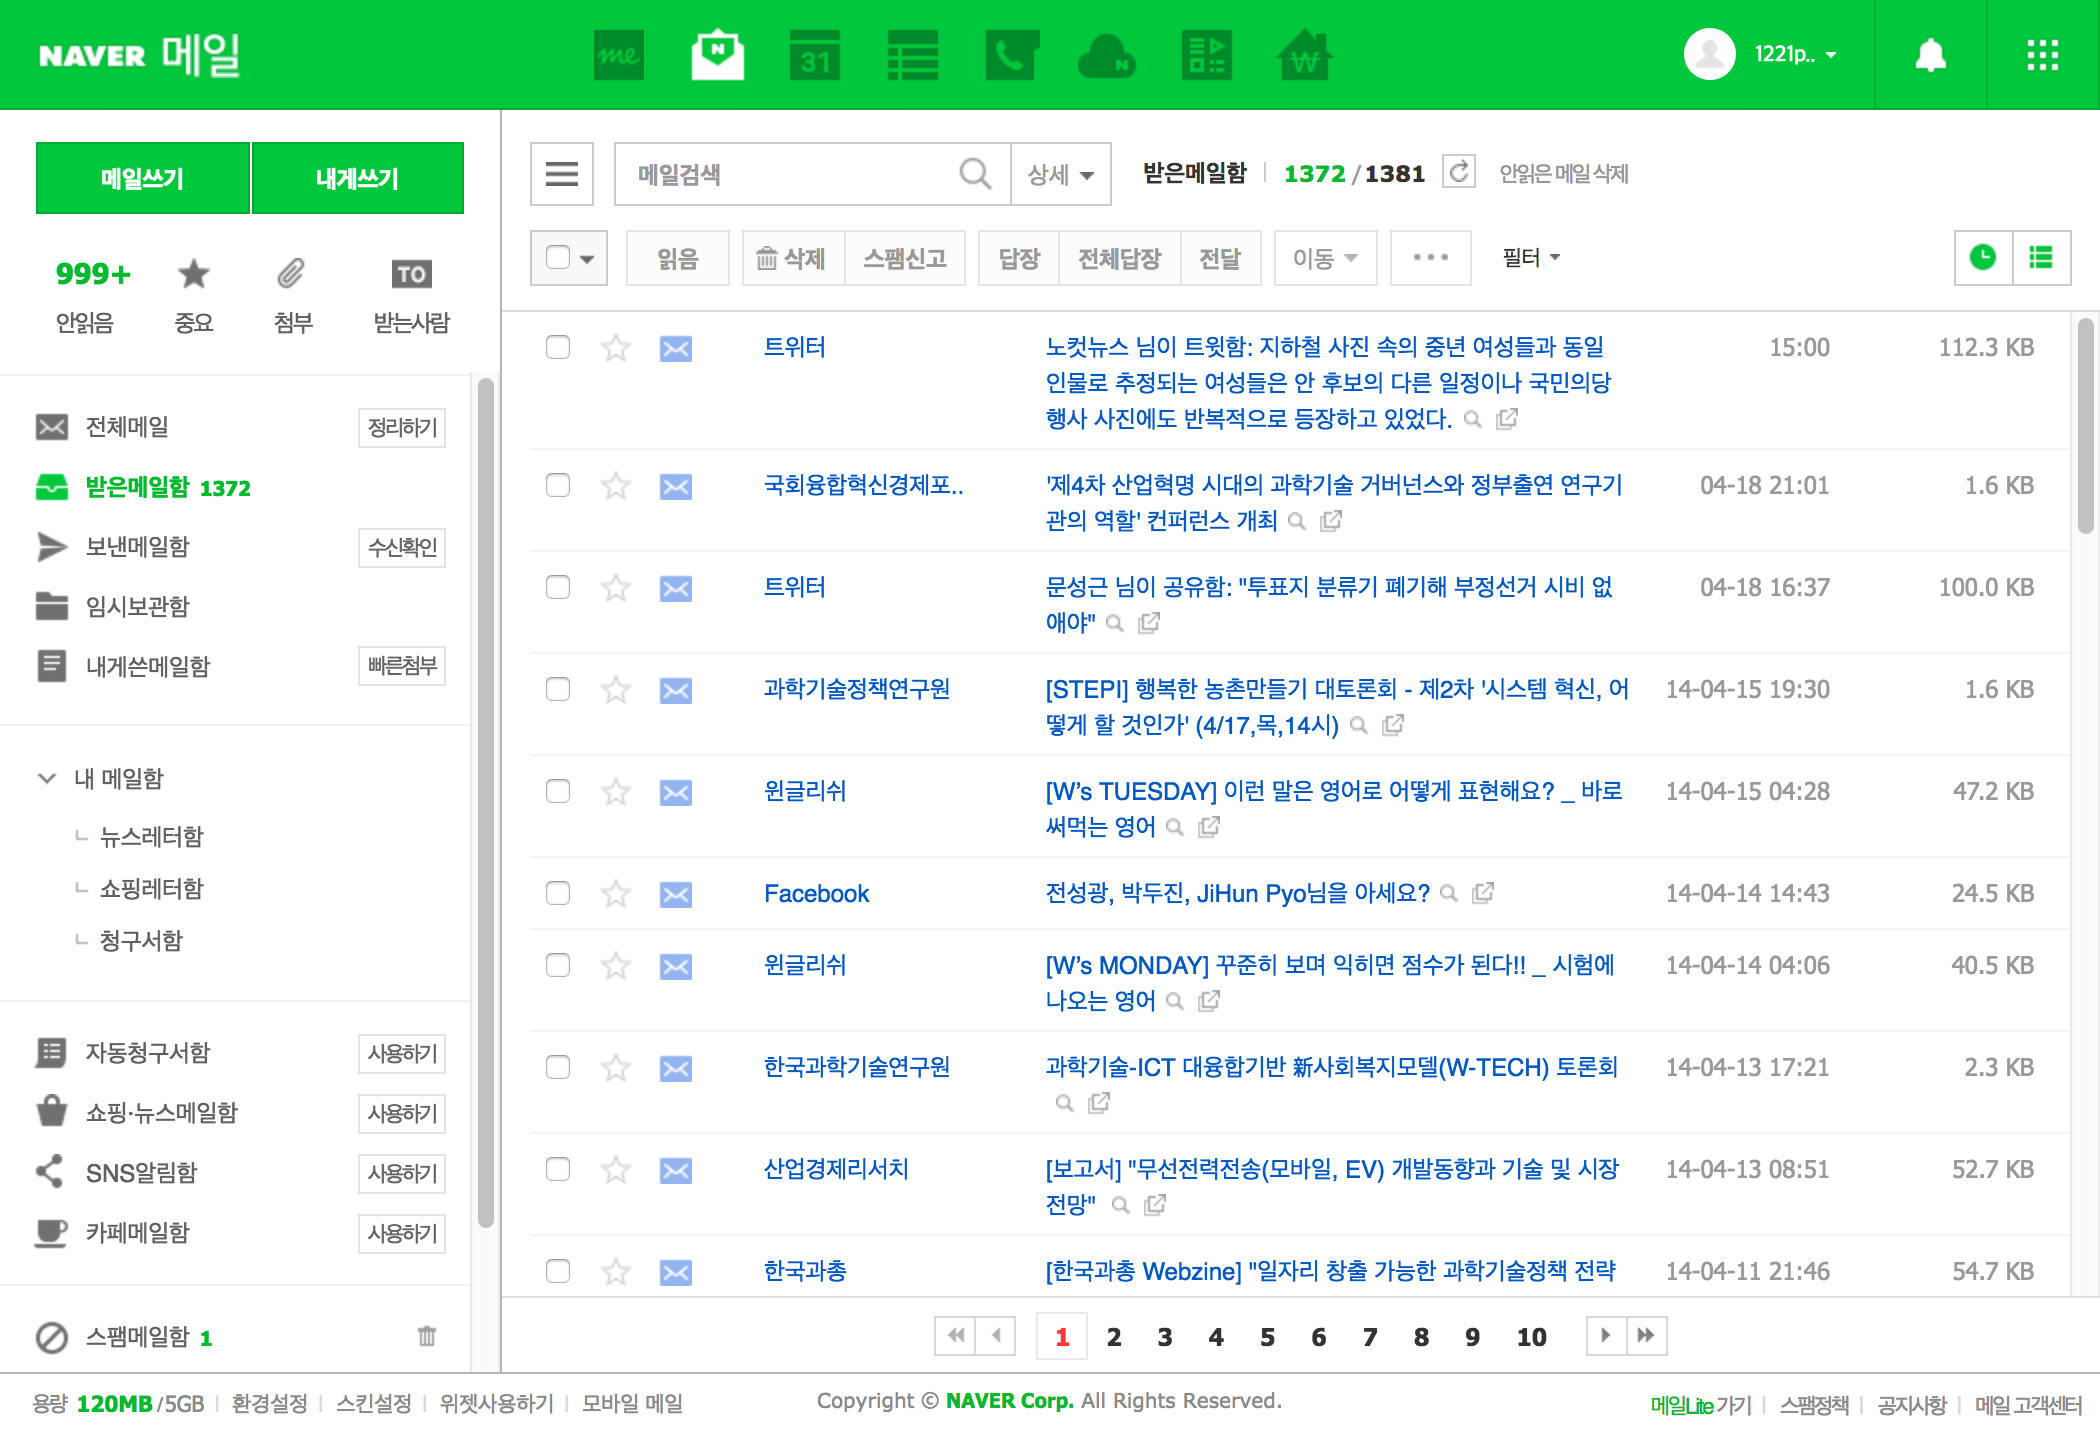 NAVER 메일
me
N
31
N
₩
1221p..
메일쓰기
내게쓰기
999+
TO
안읽음
중요
첨부
받는사람
전체메일
정리하기
받은메일함 1372
보낸메일함
수신확인
임시보관함
내게쓴메일함
빠른첨부
내 메일함
뉴스레터함
쇼핑레터함
청구서함
자동청구서함
사용하기
쇼핑·뉴스메일함
사용하기
SNS알림함
사용하기
카페메일함
사용하기
스팸메일함 1
메일검색
상세
받은메일함
1372/1381
안읽은 메일 삭제
읽음
삭제
스팸신고
답장
전체답장
전달
이동
필터
트위터
노컷뉴스 님이 트윗함: 지하철 사진 속의 중년 여성들과 동일
인물로 추정되는 여성들은 안 후보의 다른 일정이나 국민의당
행사 사진에도 반복적으로 등장하고 있었다.
15:00
112.3 KB
국회융합혁신경제포..
'제4차 산업혁명 시대의 과학기술 거버넌스와 정부출연 연구기
관의 역할' 컨퍼런스 개최
04-18 21:01
1.6 KB
트위터
문성근 님이 공유함: "투표지 분류기 폐기해 부정선거 시비 없
애야"
04-18 16:37
100.0 KB
과학기술정책연구원
[STEPI] 행복한 농촌만들기 대토론회 - 제2차 '시스템 혁신, 어
떻게 할 것인가' (4/17,목,14시)
14-04-15 19:30
1.6 KB
윈글리쉬
[W’s TUESDAY] 이런 말은 영어로 어떻게 표현해요? _ 바로
써먹는 영어
14-04-15 04:28
47.2 KB
Facebook
전성광, 박두진, JiHun Pyo님을 아세요?
14-04-14 14:43
24.5 KB
윈글리쉬
[W’s MONDAY] 꾸준히 보며 익히면 점수가 된다!! _ 시험에
나오는 영어
14-04-14 04:06
40.5 KB
한국과학기술연구원
과학기술-ICT 대융합기반 新사회복지모델(W-TECH) 토론회
14-04-13 17:21
2.3 KB
산업경제리서치
[보고서] "무선전력전송(모바일, EV) 개발동향과 기술 및 시장
전망"
14-04-13 08:51
52.7 KB
한국과총
[한국과총 Webzine] "일자리 창출 가능한 과학기술정책 전략
14-04-11 21:46
54.7 KB
1 2 3 4 5 6 7 8 9 10
용량 120MB/5GB
환경설정
스킨설정
위젯사용하기
모바일 메일
Copyright © NAVER Corp. All Rights Reserved.
메일Lite 가기
스팸정책
공지사항
메일 고객센터